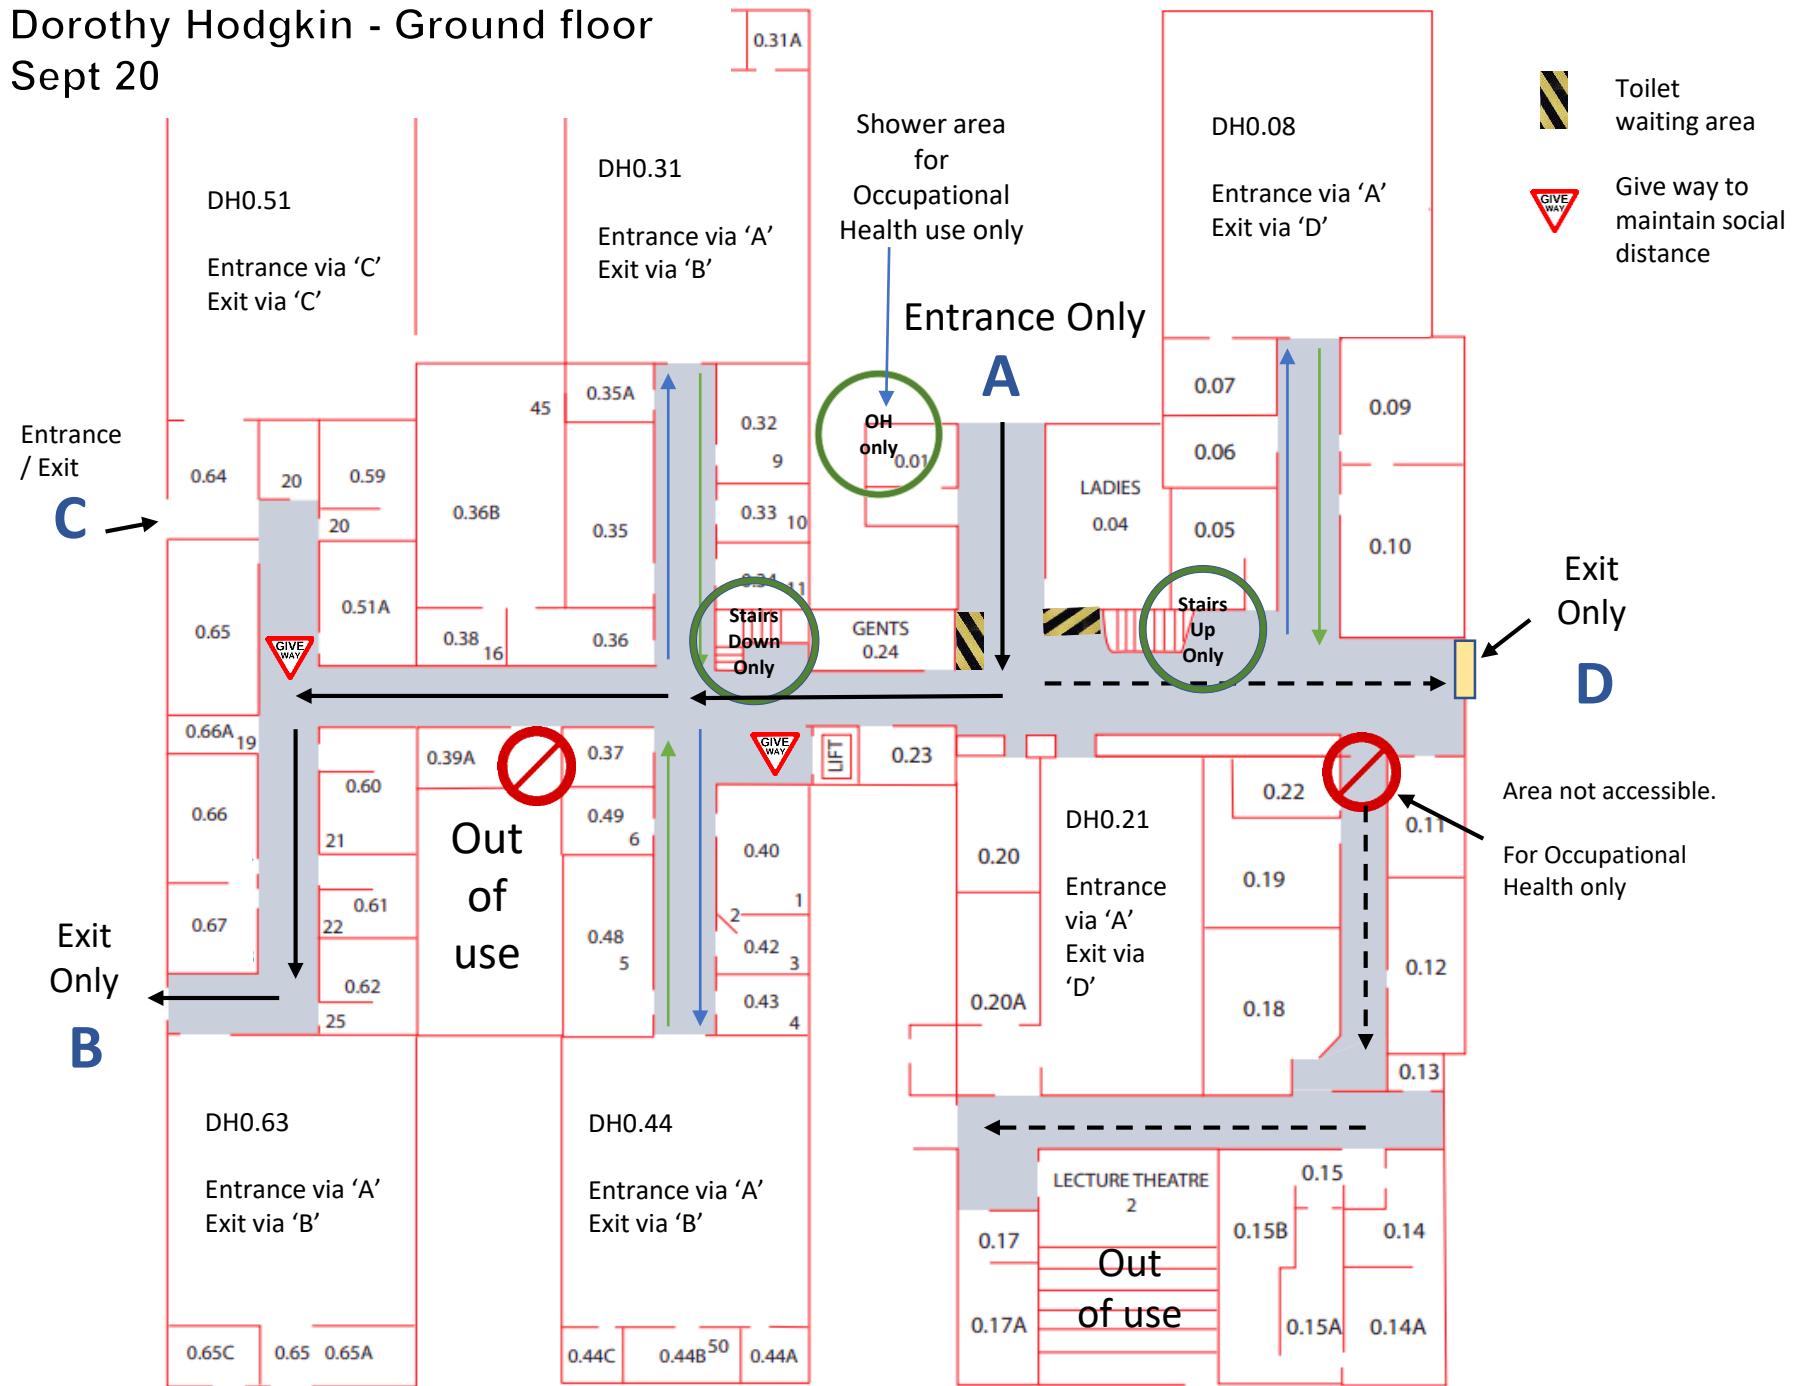 Dorothy Hodgkin - Ground floor
Sept 20
0.31A
Toilet
waiting area
GIVE
WAY
Give way to
maintain social
distance
DH0.51
Entrance via ‘C’
Exit via ‘C’
DH0.31
Entrance via ‘A’
Exit via ‘B’
Shower area
for
Occupational
Health use only
DH0.08
Entrance via ‘A’
Exit via ‘D’
Entrance Only
A
Entrance
/ Exit
C
0.64
20
0.59
20
45
0.36B
0.35A
0.35
0.32
9
0.33
10
0.34
11
OH
only
0.01
LADIES
0.04
0.07
0.06
0.05
0.09
0.10
Exit
Only
D
0.65
0.51A
0.38
16
0.36
GIVE
WAY
Stairs
Down
Only
GENTS
0.24
Stairs
Up
Only
0.66A
19
0.39A
0.37
GIVE
WAY
LIFT
0.23
0.66
0.60
21
0.49
6
0.40
1
2
0.42
3
0.43
4
0.48
5
Out
of
use
0.67
0.61
22
0.62
25
Exit
Only
B
0.20
0.20A
DH0.21
Entrance
via ‘A’
Exit via
‘D’
0.22
0.19
0.18
0.11
0.12
0.13
Area not accessible.
For Occupational
Health only
DH0.63
Entrance via ‘A’
Exit via ‘B’
DH0.44
Entrance via ‘A’
Exit via ‘B’
LECTURE THEATRE
2
Out
of use
0.17
0.17A
0.15
0.15B
0.15A
0.14
0.14A
0.65C
0.65
0.65A
0.44C
0.44B
50
0.44A